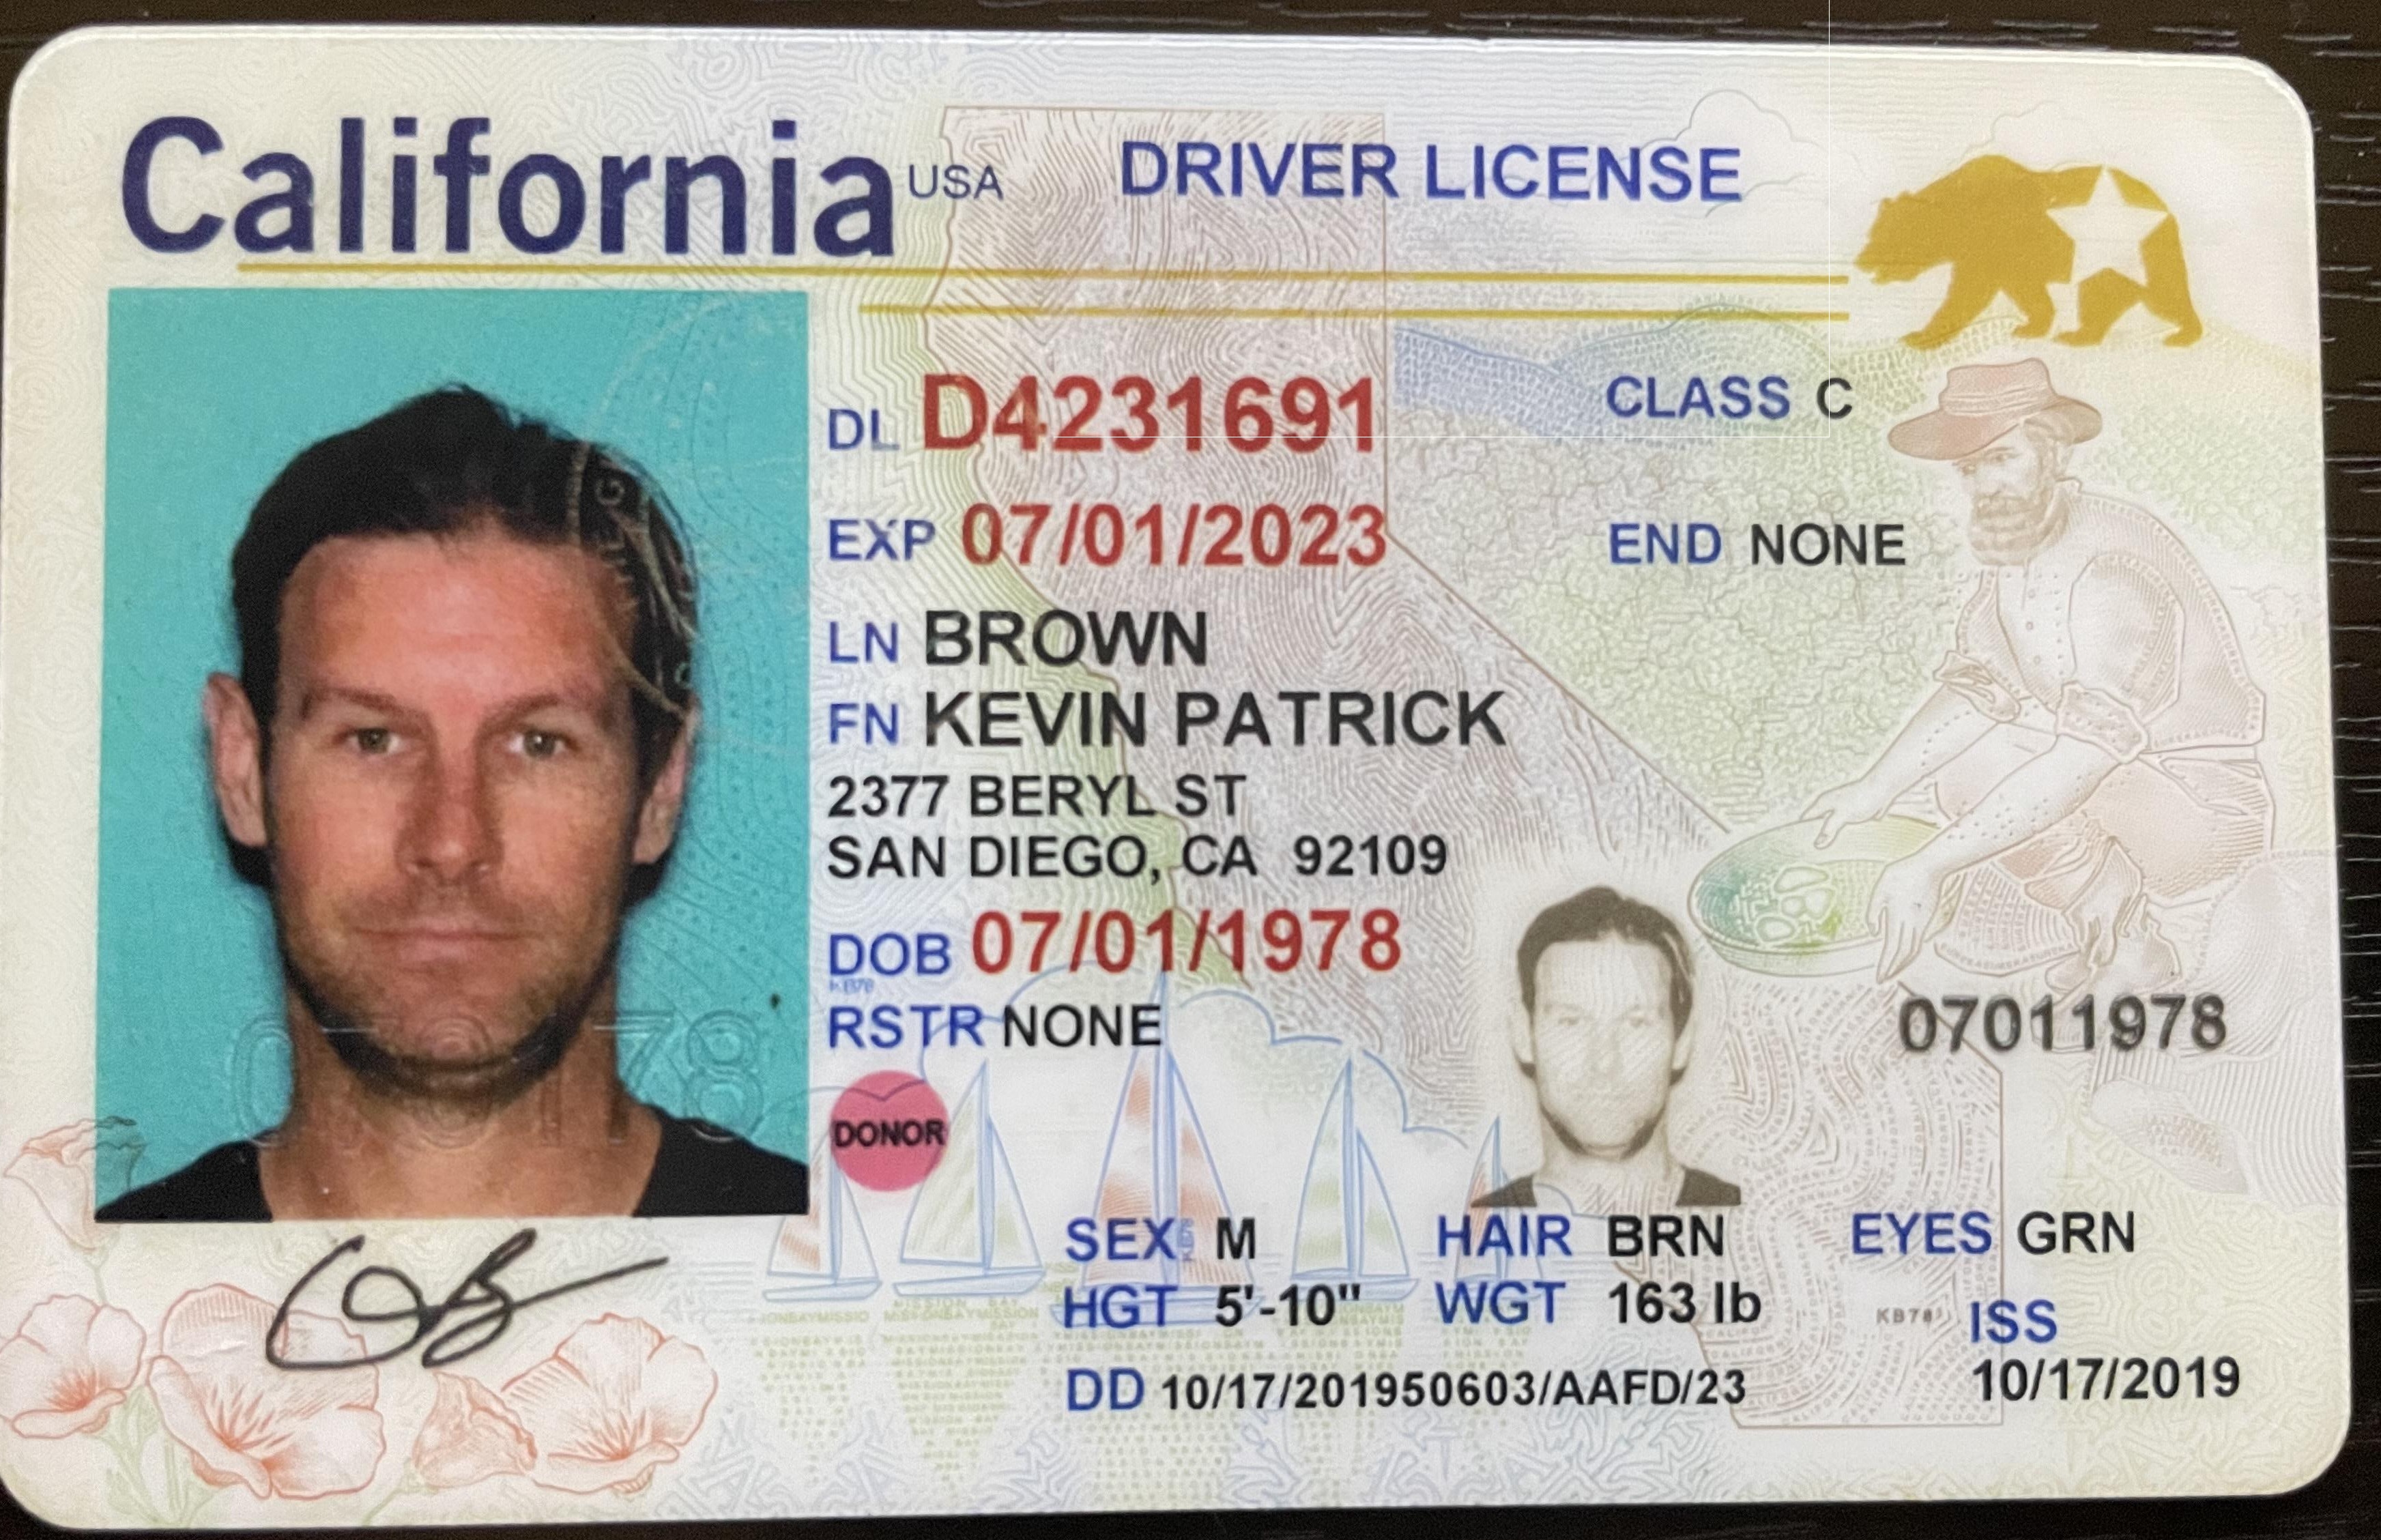 California USA DRIVER LICENSE
DL D4231691 CLASS C
EXP 07/01/2023 END NONE
LN BROWN
FN KEVIN PATRICK
2377 BERYL ST
SAN DIEGO, CA 92109
DOB 07/01/1978
KB78
RSTR NONE
07011978
DONOR
SEX M HAIR BRN EYES GRN
HGT 5'-10" WGT 163 lb
KB78
ISS
10/17/2019
DD 10/17/201950603/AAFD/23